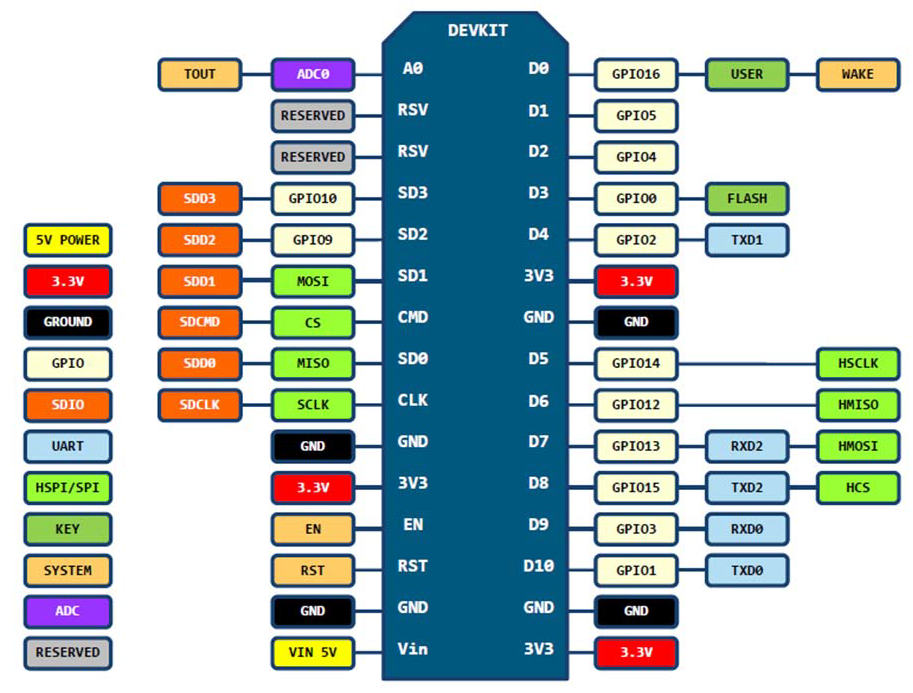 DEVKIT
TOUT ADC0 A0 D0 GPIO16 USER WAKE
RESERVED RSV D1 GPIO5
RESERVED RSV D2 GPIO4
SDD3 GPIO10 SD3 D3 GPIO0 FLASH
5V POWER SDD2 GPIO9 SD2 D4 GPIO2 TXD1
3.3V SDD1 MOSI SD1 3V3 3.3V
GROUND SDCMD CS CMD GND GND
GPIO SDD0 MISO SD0 D5 GPIO14 HSCLK
SDIO SDCLK SCLK CLK D6 GPIO12 HMISO
UART GND GND D7 GPIO13 RXD2 HMOSI
HSPI/SPI 3.3V 3V3 D8 GPIO15 TXD2 HCS
KEY EN EN D9 GPIO3 RXD0
SYSTEM RST RST D10 GPIO1 TXD0
ADC GND GND GND GND
RESERVED VIN 5V Vin 3V3 3.3V